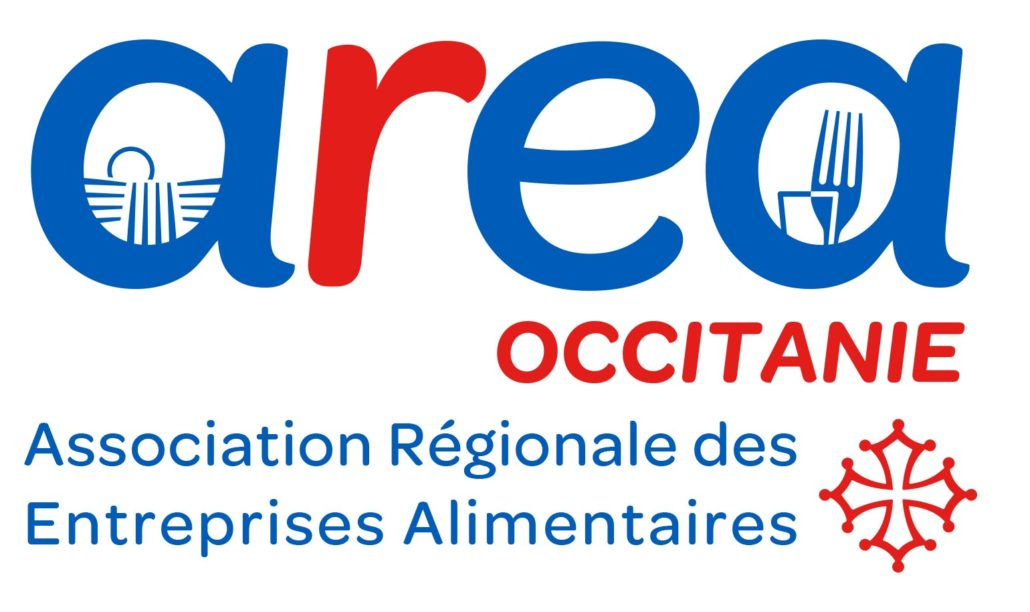 area
OCCITANIE
Association Régionale des
Entreprises Alimentaires